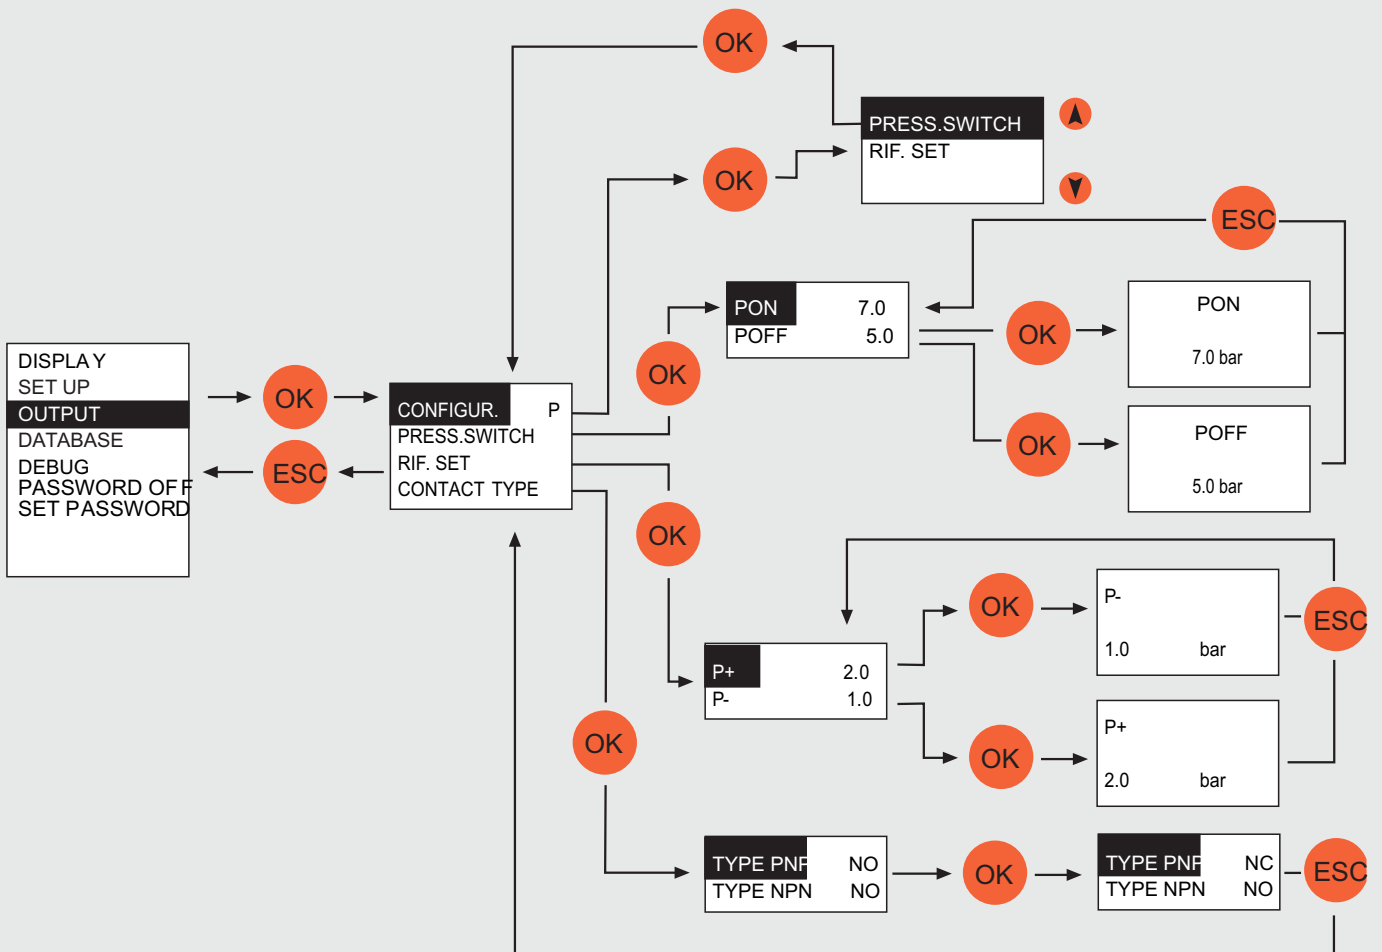 OK
PRESS.SWITCH
RIF. SET
OK
ESC
PON 7.0
POFF 5.0
OK
PON
7.0 bar
OK
DISPLAY
SET UP
OUTPUT
DATABASE
DEBUG
PASSWORD OFF
SET PASSWORD
OK
ESC
CONFIGUR. P
PRESS.SWITCH
RIF. SET
CONTACT TYPE
OK
POFF
5.0 bar
OK
OK
P-
1.0 bar
ESC
P+ 2.0
P- 1.0
OK
OK
P+
2.0 bar
TYPE PNP NO
TYPE NPN NO
OK
TYPE PNP NC
TYPE NPN NO
ESC